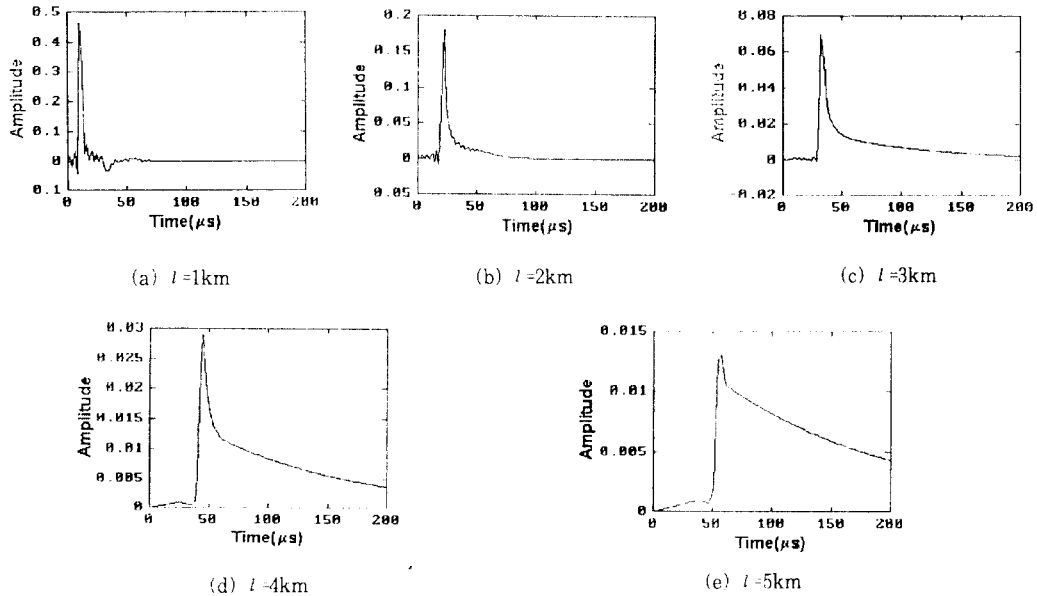 0.5
0.4
0.3
0.2
0.1
0
0.1
Amplitude
0 50 100 150 200
Time(μs)
(a) l=1km
0.2
0.15
0.1
0.05
0
0.05
Amplitude
0 50 100 150 200
Time(μs)
(b) l=2km
0.08
0.06
0.04
0.02
0
-0.02
Amplitude
0 50 100 150 200
Time(μs)
(c) l=3km
0.03
0.025
0.02
0.015
0.010
0.005
0
Amplitude
0 50 100 150 200
Time(μs)
(d) l=4km
0.015
0.01
0.005
0
Amplitude
0 50 100 150 200
Time(μs)
(e) l=5km